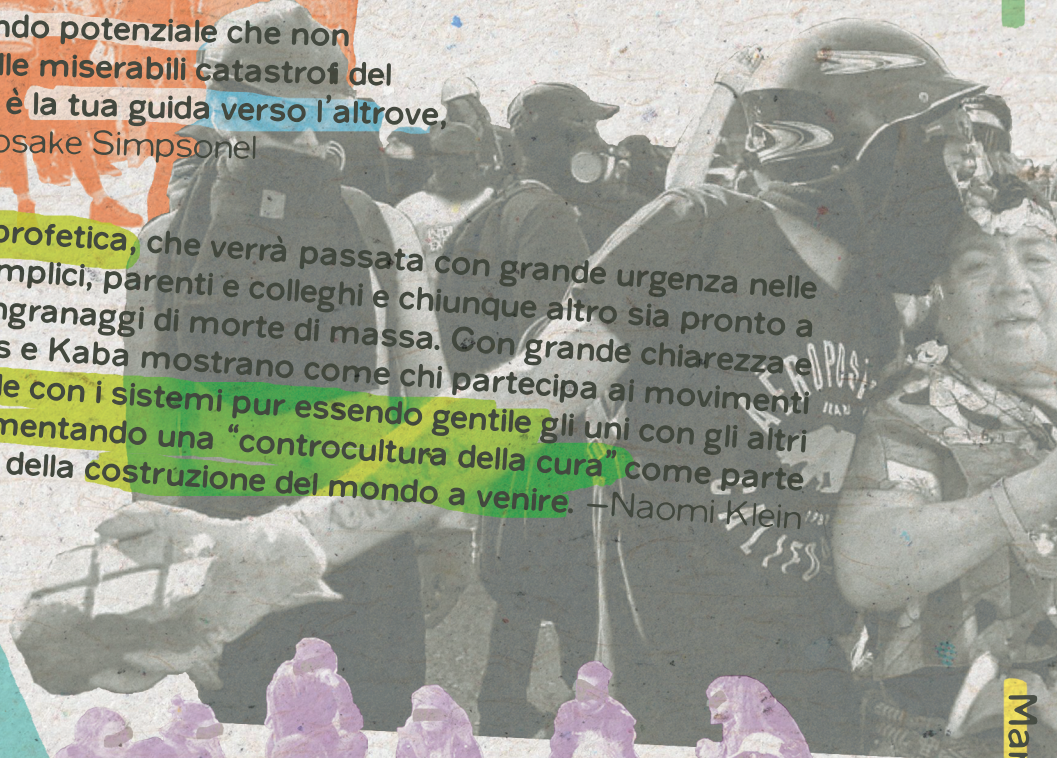 ndo potenziale che non
lle miserabili catastrofi del
è la tua guida verso l'altrove,
osake Simpsonel
profetica, che verrà passata con grande urgenza nelle
mplici, parenti e colleghi e chiunque altro sia pronto a
ngranaggi di morte di massa. Con grande chiarezza e
s e Kaba mostrano come chi partecipa ai movimenti
le con i sistemi pur essendo gentile gli uni con gli altri
mentando una “controcultura della cura” come parte
della costruzione del mondo a venire. —Naomi Klein
AEROPOS
Mar